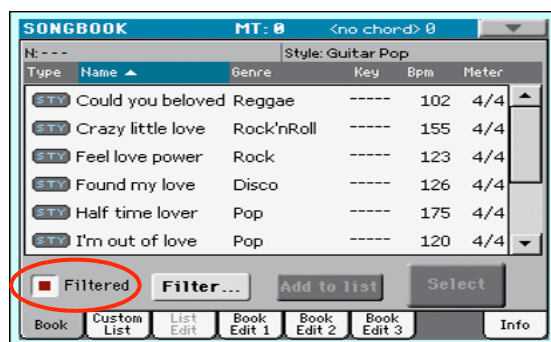 SONGBOOK MT: 0 <no chord> 0
N: --- Style: Guitar Pop
Type Name Genre Key Bpm Meter
STY Could you beloved Reggae ----- 102 4/4
STY Crazy little love Rock'nRoll ----- 155 4/4
STY Feel love power Rock ----- 123 4/4
STY Found my love Disco ----- 126 4/4
STY Half time lover Pop ----- 175 4/4
STY I'm out of love Pop ----- 120 4/4
Filtered Filter... Add to list Select
Book Custom List List Edit Book Edit 1 Book Edit 2 Book Edit 3 Info